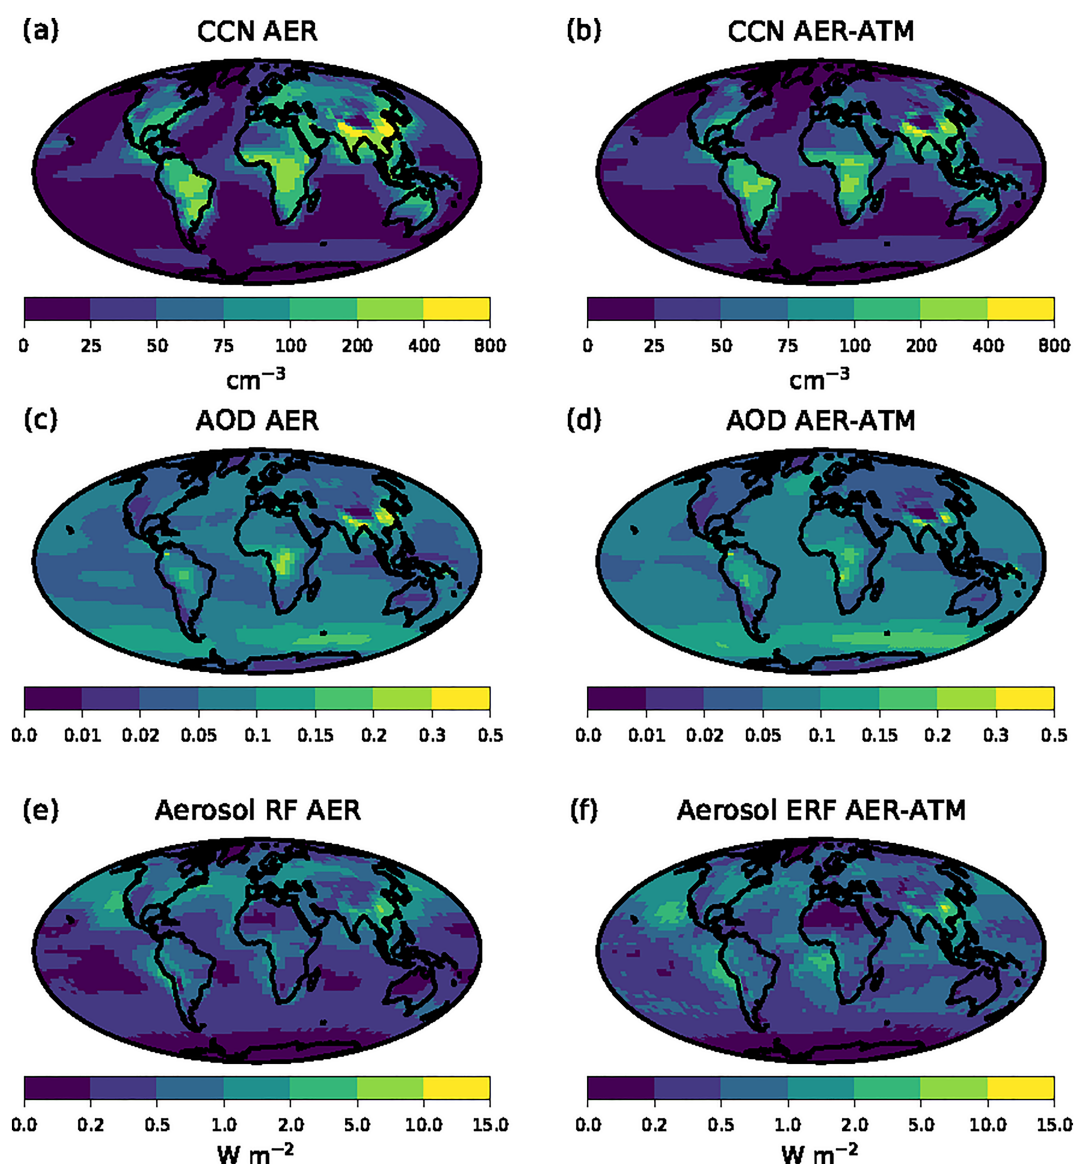 (a) CCN AER
(b) CCN AER-ATM
0 25 50 75 100 200 400 800
cm−3
0 25 50 75 100 200 400 800
cm−3
(c) AOD AER
(d) AOD AER-ATM
0.0 0.01 0.02 0.05 0.1 0.15 0.2 0.3 0.5
0.0 0.01 0.02 0.05 0.1 0.15 0.2 0.3 0.5
(e) Aerosol RF AER
(f) Aerosol ERF AER-ATM
0.0 0.2 0.5 1.0 2.0 5.0 10.0 15.0
W m−2
0.0 0.2 0.5 1.0 2.0 5.0 10.0 15.0
W m−2